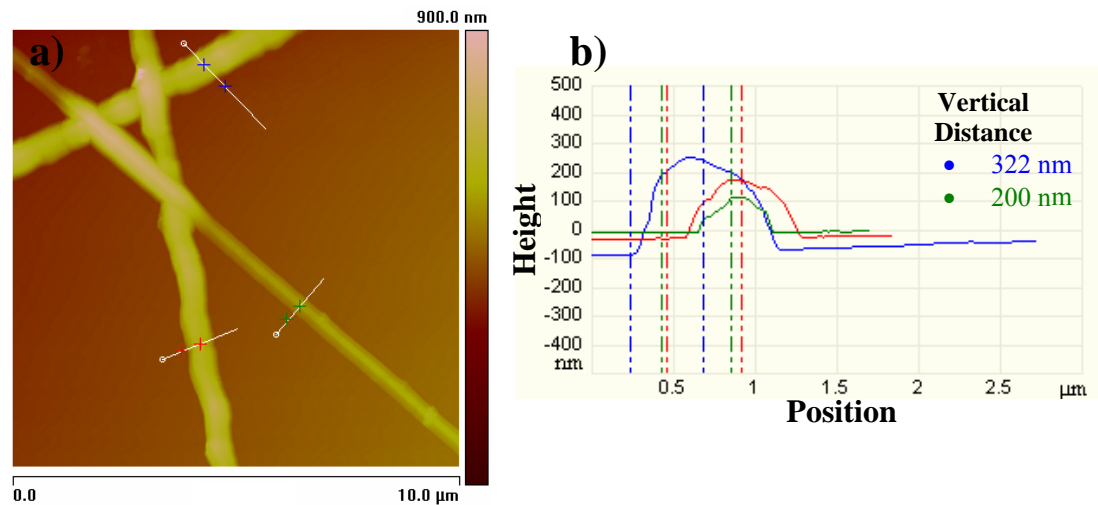 900.0 nm
a)
0.0
10.0 µm
b)
Vertical
Distance
322 nm
200 nm
Height
500
400
300
200
100
0
-100
-200
-300
-400
nm
0.5
1
1.5
2
2.5
µm
Position